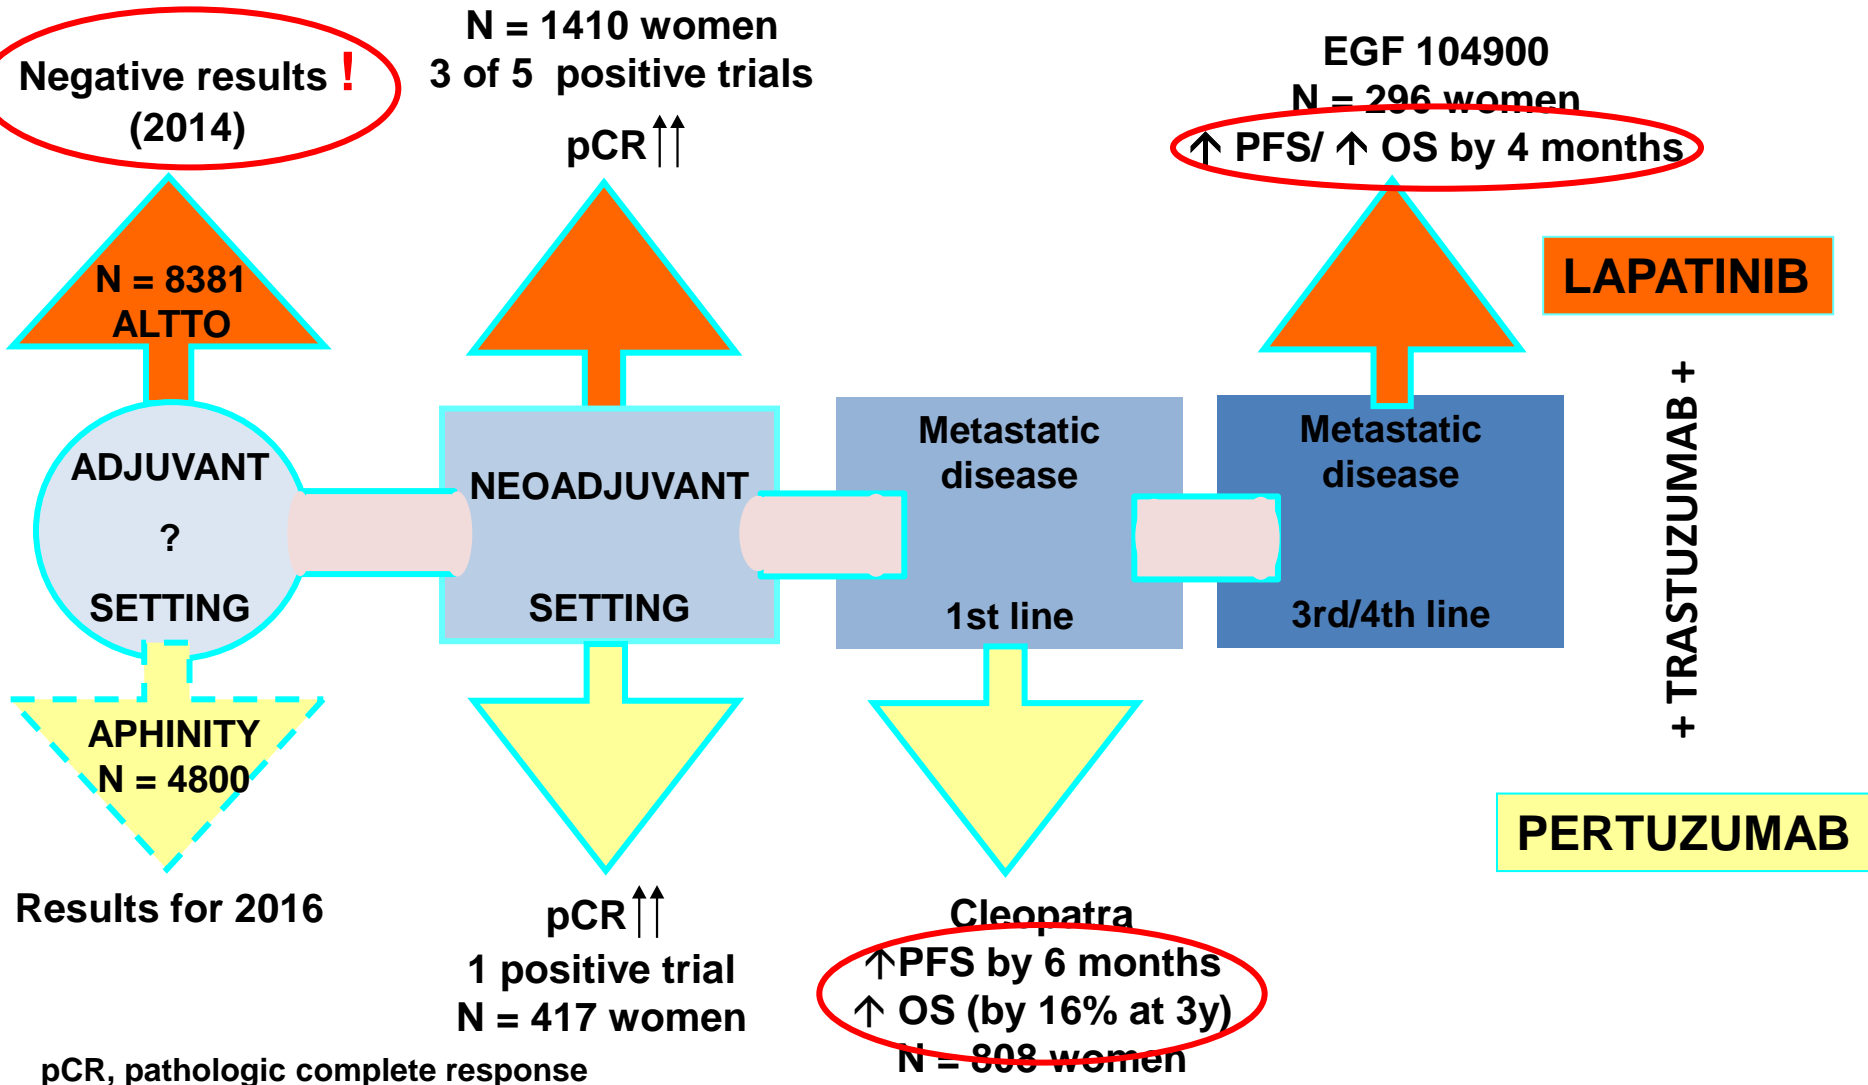 Negative results !
(2014)
N = 8381
ALTTO
ADJUVANT
?
SETTING
APHINITY
N = 4800
Results for 2016
N = 1410 women
3 of 5 positive trials
pCR ↑↑
NEOADJUVANT
SETTING
pCR ↑↑
1 positive trial
N = 417 women
Metastatic
disease
1st line
Cleopatra
↑PFS by 6 months
↑ OS (by 16% at 3y)
N = 808 women
EGF 104900
N = 296 women
↑ PFS/ ↑ OS by 4 months
Metastatic
disease
3rd/4th line
LAPATINIB
+ TRASTUZUMAB +
PERTUZUMAB
pCR, pathologic complete response